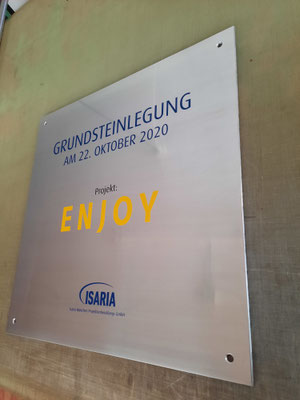 GRUNDSTEINLEGUNG
AM 22. OKTOBER 2020
Projekt:
ENJOY
ISARIA